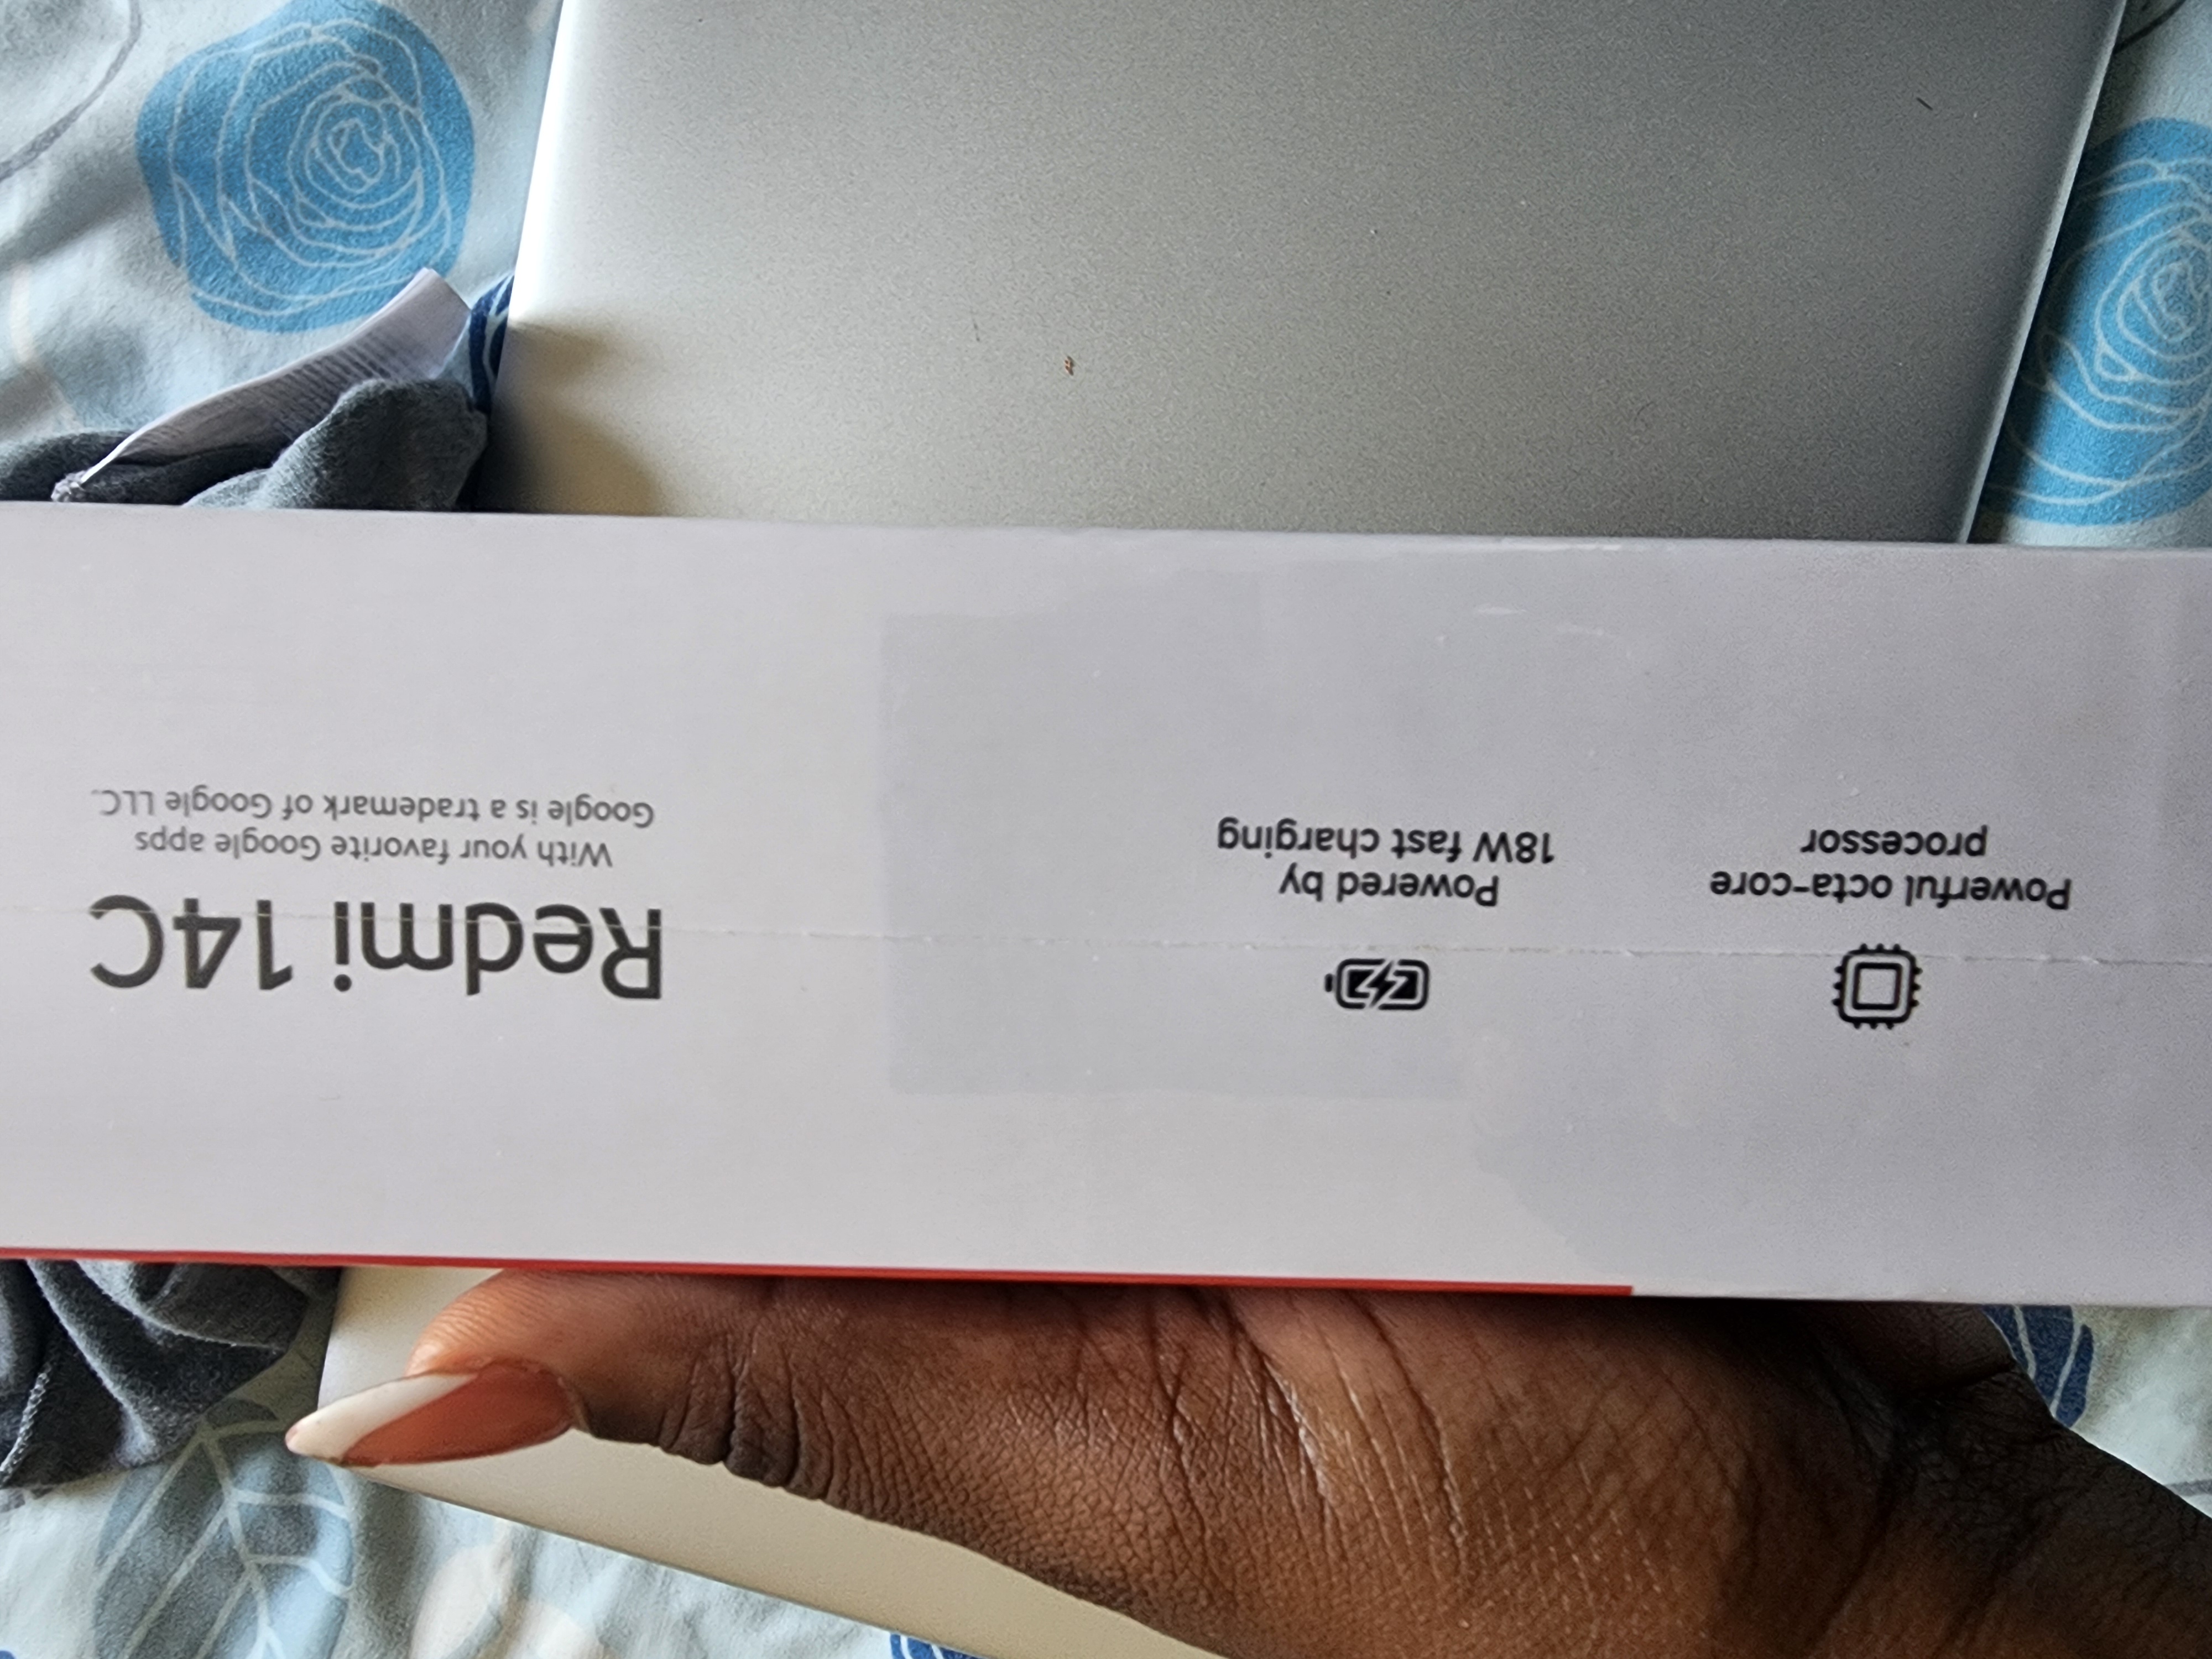 Powerful octa-core
processor
Powered by
18W fast charging
Redmi 14C
With your favorite Google apps
Google is a trademark of Google LLC.